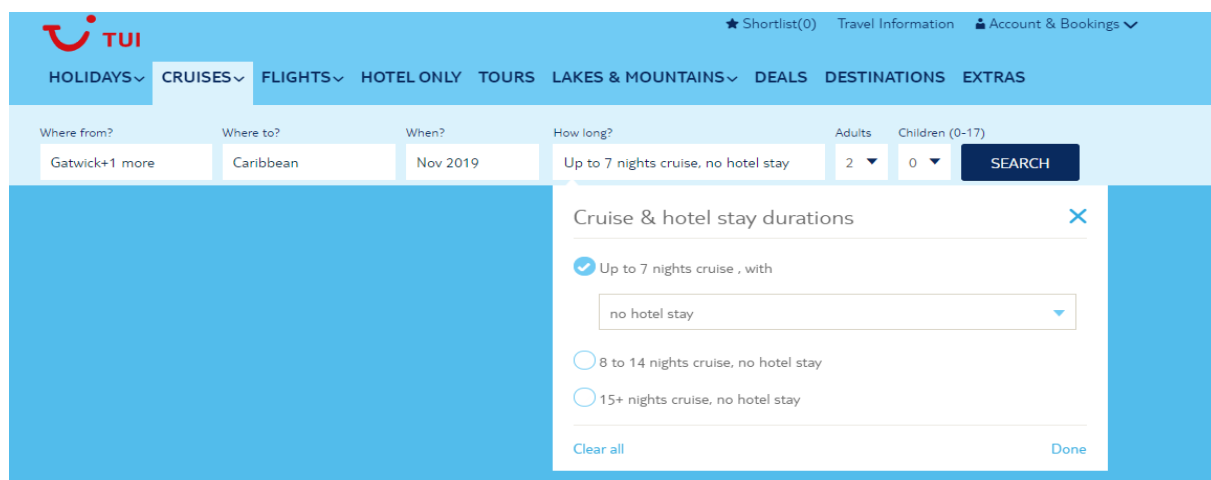 Shortlist(0) Travel Information Account & Bookings
TUI
HOLIDAYS CRUISES FLIGHTS HOTEL ONLY TOURS LAKES & MOUNTAINS DEALS DESTINATIONS EXTRAS
Where from? Where to? When? How long? Adults Children (0-17)
Gatwick+1 more Caribbean Nov 2019 Up to 7 nights cruise, no hotel stay 2 0 SEARCH
Cruise & hotel stay durations
Up to 7 nights cruise , with
no hotel stay
8 to 14 nights cruise, no hotel stay
15+ nights cruise, no hotel stay
Clear all Done